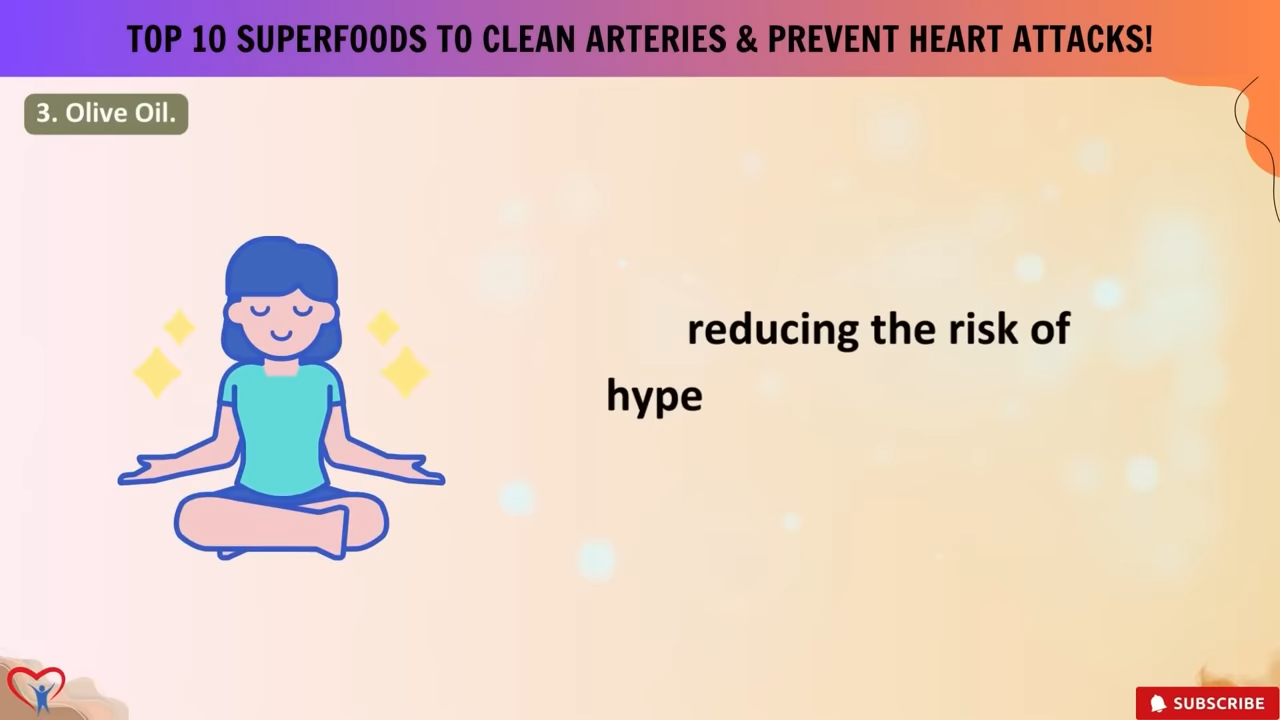 TOP 10 SUPERFOODS TO CLEAN ARTERIES & PREVENT HEART ATTACKS!
3. Olive Oil.
reducing the risk of
hype
SUBSCRIBE